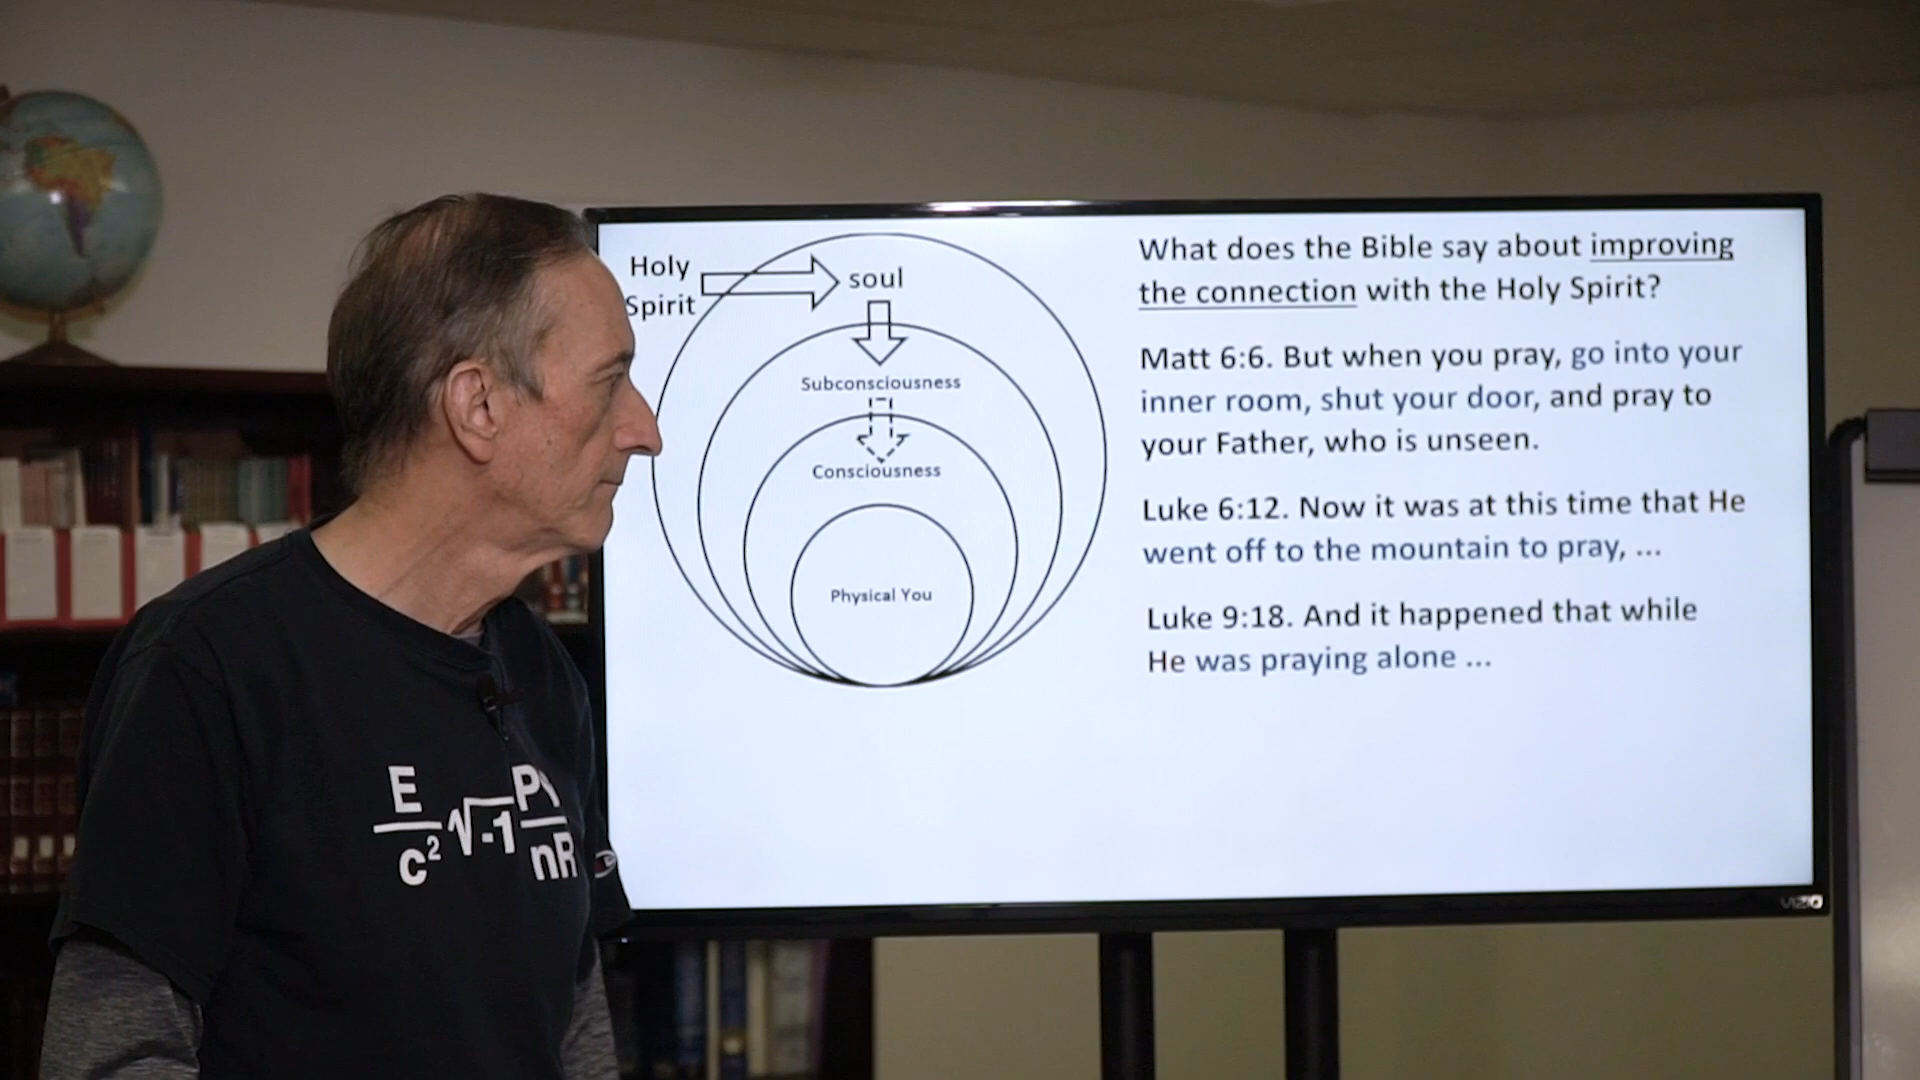 Holy
Spirit
soul
Subconsciousness
Consciousness
Physical You
What does the Bible say about improving
the connection with the Holy Spirit?
Matt 6:6. But when you pray, go into your
inner room, shut your door, and pray to
your Father, who is unseen.
Luke 6:12. Now it was at this time that He
went off to the mountain to pray, ...
Luke 9:18. And it happened that while
He was praying alone ...
E
c²
√-1
P
nR
VIZIO